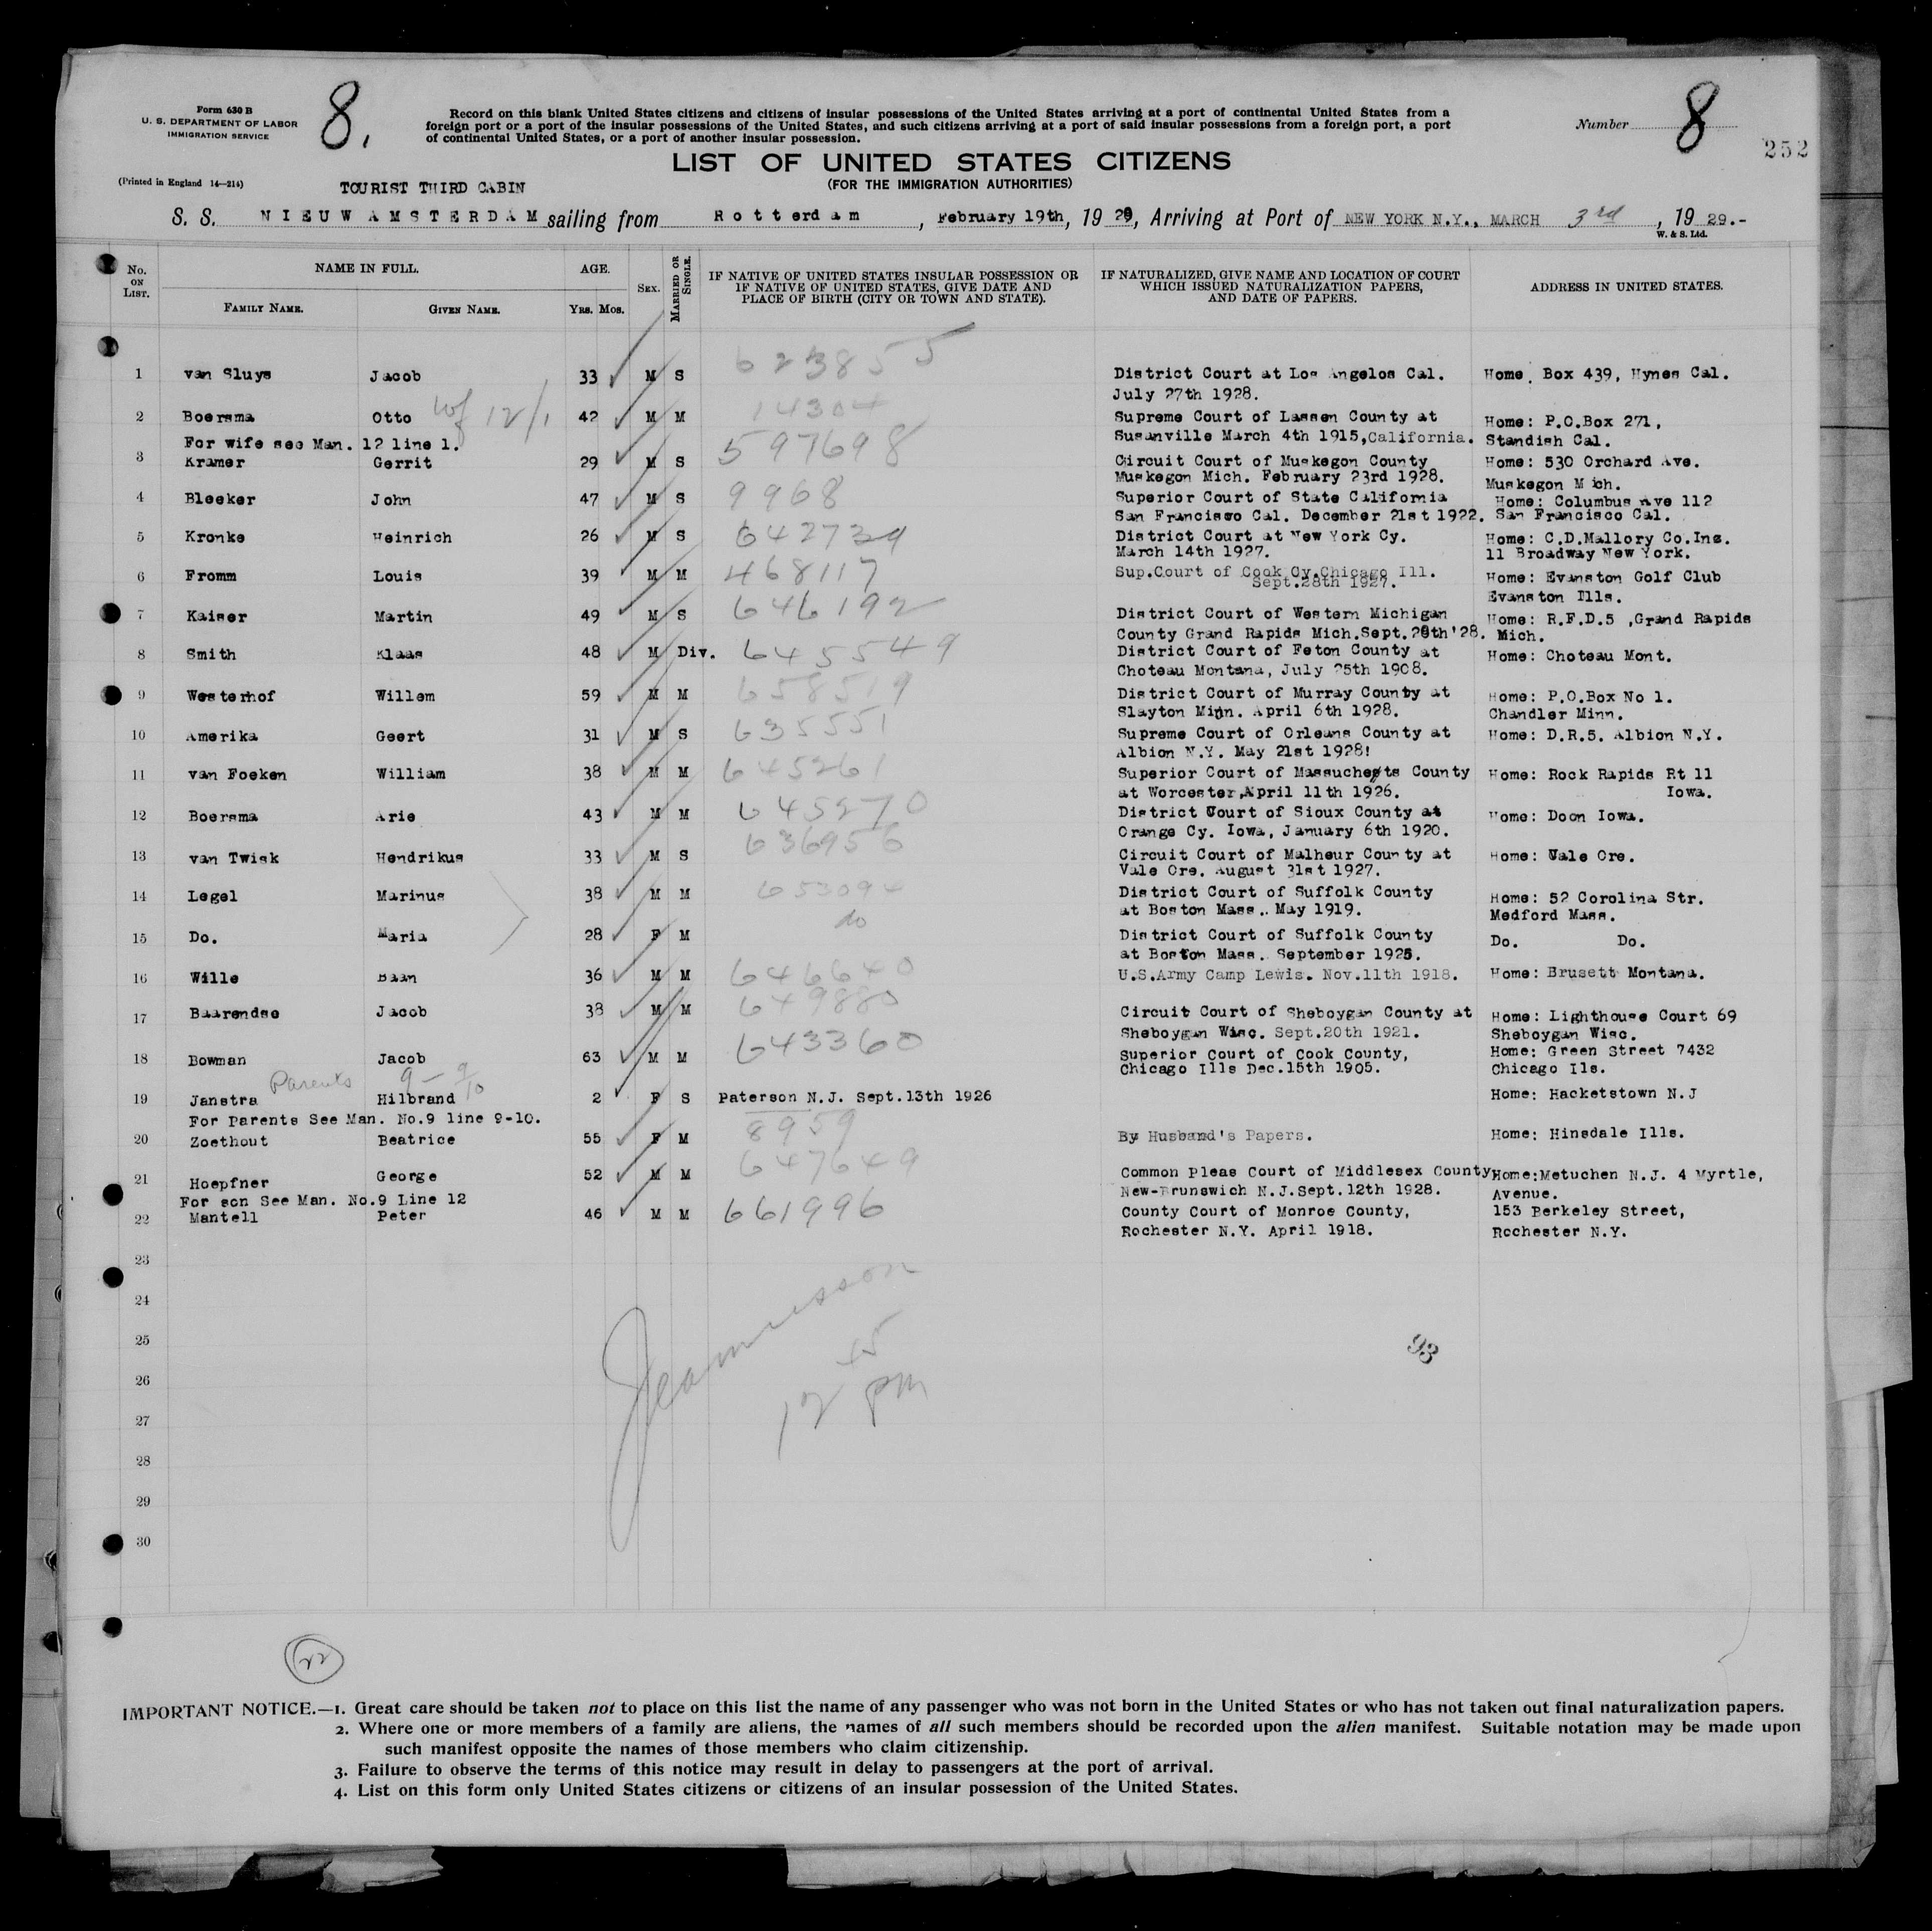 Form 630 B
U. S. DEPARTMENT OF LABOR
IMMIGRATION SERVICE
8.
Record on this blank United States citizens and citizens of insular possessions of the United States arriving at a port of continental United States from a
foreign port or a port of the insular possessions of the United States, and such citizens arriving at a port of said insular possessions from a foreign port, a port
of continental United States, or a port of another insular possession.
Number 8
252
LIST OF UNITED STATES CITIZENS
(Printed in England 14—214)
TOURIST THIRD CABIN
(FOR THE IMMIGRATION AUTHORITIES)
S. S. NIEUW AMSTERDAM sailing from Rotterdam, February 19th, 1929, Arriving at Port of NEW YORK N.Y., MARCH 3rd, 1929.-
W. & S. Ltd.
No. ON LIST.
NAME IN FULL.
FAMILY NAME.
GIVEN NAME.
AGE.
YRS. MOS.
SEX.
MARRIED OR SINGLE.
IF NATIVE OF UNITED STATES INSULAR POSSESSION OR
IF NATIVE OF UNITED STATES, GIVE DATE AND
PLACE OF BIRTH (CITY OR TOWN AND STATE).
IF NATURALIZED, GIVE NAME AND LOCATION OF COURT
WHICH ISSUED NATURALIZATION PAPERS,
AND DATE OF PAPERS.
ADDRESS IN UNITED STATES.
1 van Sluys Jacob 33 M S 623855 District Court at Los Angelos Cal. Home: Box 439, Hynes Cal.
July 27th 1928.
2 Boersma Otto wf 12/1 42 M M 14304 Supreme Court of Lassen County at Home: P.O.Box 271,
For wife see Man. 12 line 1. Susanville March 4th 1915,California. Standish Cal.
3 Kramer Gerrit 29 M S 597698 Circuit Court of Muskegon County Home: 530 Orchard Ave.
Muskegon Mich. February 23rd 1928. Muskegon Mich.
4 Bleeker John 47 M S 9968 Superior Court of State California Home: Columbus Ave 112
San Francisco Cal. December 21st 1922. San Francisco Cal.
5 Kronke Heinrich 26 M S 642739 District Court at New York Cy. Home: C.D.Mallory Co.Inc.
March 14th 1927. 11 Broadway New York.
6 Fromm Louis 39 M M 468117 Sup.Court of Cook Cy.Chicago Ill. Home: Evanston Golf Club
Sept.28th 1927. Evanston Ills.
7 Kaiser Martin 49 M S 646192 District Court of Western Michigan Home: R.F.D.5 ,Grand Rapids
County Grand Rapids Mich.Sept.20th'28. Mich.
8 Smith Klaas 48 M Div. 645549 District Court of Feton County at Home: Choteau Mont.
Choteau Montana, July 25th 1908.
9 Westerhof Willem 59 M M 658519 District Court of Murray County at Home: P.O.Box No 1.
Slayton Minn. April 6th 1928. Chandler Minn.
10 Amerika Geert 31 M S 635551 Supreme Court of Orleans County at Home: D.R.5. Albion N.Y.
Albion N.Y. May 21st 1928!
11 van Foeken William 38 M M 645261 Superior Court of Massuchests County Home: Rock Rapids Rt 11
at Worcester,April 11th 1926. Iowa.
12 Boersma Arie 43 M M 645270 District Court of Sioux County at Home: Doon Iowa.
Orange Cy. Iowa, January 6th 1920.
13 van Twisk Hendrikus 33 M S 636956 Circuit Court of Malheur County at Home: Vale Ore.
Vale Ore. August 31st 1927.
14 Legel Marinus 38 M M 653094 District Court of Suffolk County Home: 52 Corolina Str.
at Boston Mass.. May 1919. Medford Mass.
15 Do. Maria 28 F M do District Court of Suffolk County Do. Do.
at Boston Mass. September 1925.
16 Wille Baan 36 M M 646640 U.S.Army Camp Lewis. Nov.11th 1918. Home: Brusett Montana.
17 Baarendse Jacob 38 M M 649880 Circuit Court of Sheboygan County at Home: Lighthouse Court 69
Sheboygan Wisc. Sept.20th 1921. Sheboygan Wisc.
18 Bowman Jacob 63 M M 643360 Superior Court of Cook County, Home: Green Street 7432
Chicago Ills Dec.15th 1905. Chicago Ils.
Parents 9 - 9/10
19 Janstra Hilbrand 2 F S Paterson N.J. Sept.13th 1926 Home: Hacketstown N.J
For Parents See Man. No.9 line 9-10.
20 Zoethout Beatrice 55 F M 8959 By Husband's Papers. Home: Hinsdale Ills.
21 Hoepfner George 52 M M 647649 Common Pleas Court of Middlesex County Home:Metuchen N.J. 4 Myrtle,
For son See Man. No.9 Line 12 New-Brunswich N.J.Sept.12th 1928. Avenue.
22 Mantell Peter 46 M M 661996 County Court of Monroe County, 153 Berkeley Street,
Rochester N.Y. April 1918. Rochester N.Y.
23
24
25
26
27
28
29
30
12 45 pm
98
22
IMPORTANT NOTICE.—1. Great care should be taken not to place on this list the name of any passenger who was not born in the United States or who has not taken out final naturalization papers.
2. Where one or more members of a family are aliens, the names of all such members should be recorded upon the alien manifest. Suitable notation may be made upon
such manifest opposite the names of those members who claim citizenship.
3. Failure to observe the terms of this notice may result in delay to passengers at the port of arrival.
4. List on this form only United States citizens or citizens of an insular possession of the United States.